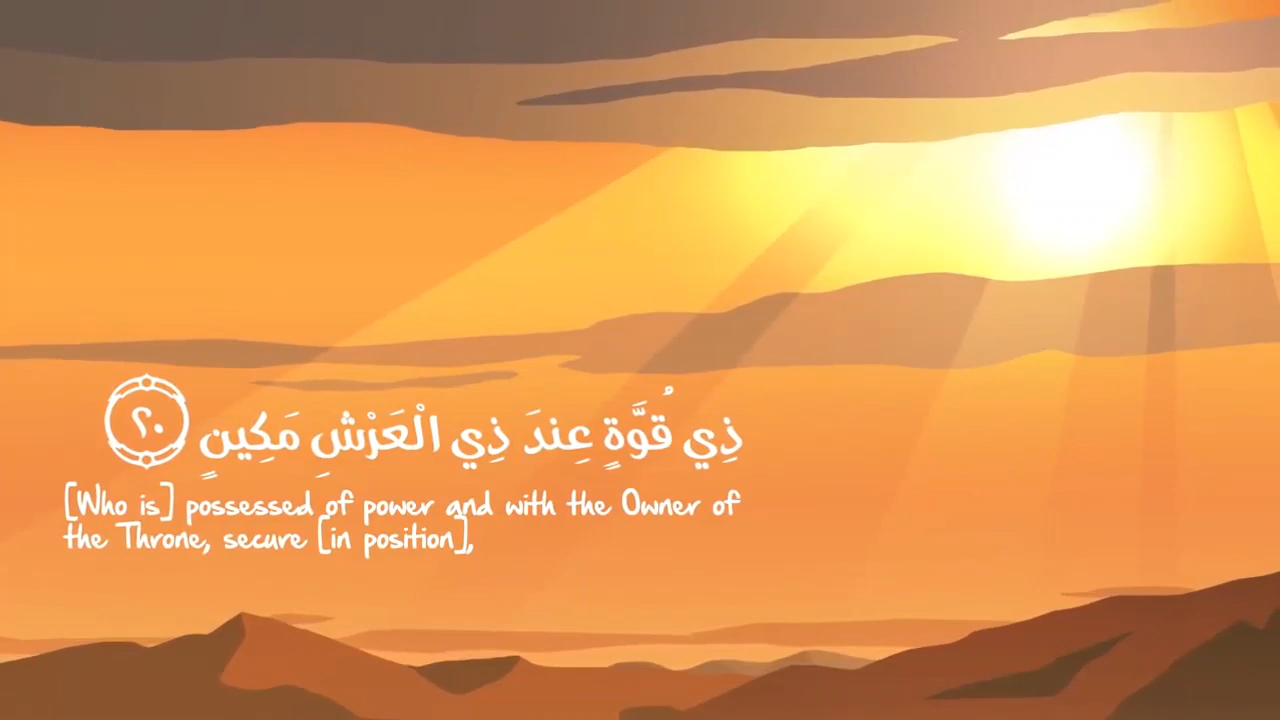 ذِي قُوَّةٍ عِندَ ذِي الْعَرْشِ مَكِينٍ ٢٠
[Who is] possessed of power and with the Owner of
the Throne, secure [in position],